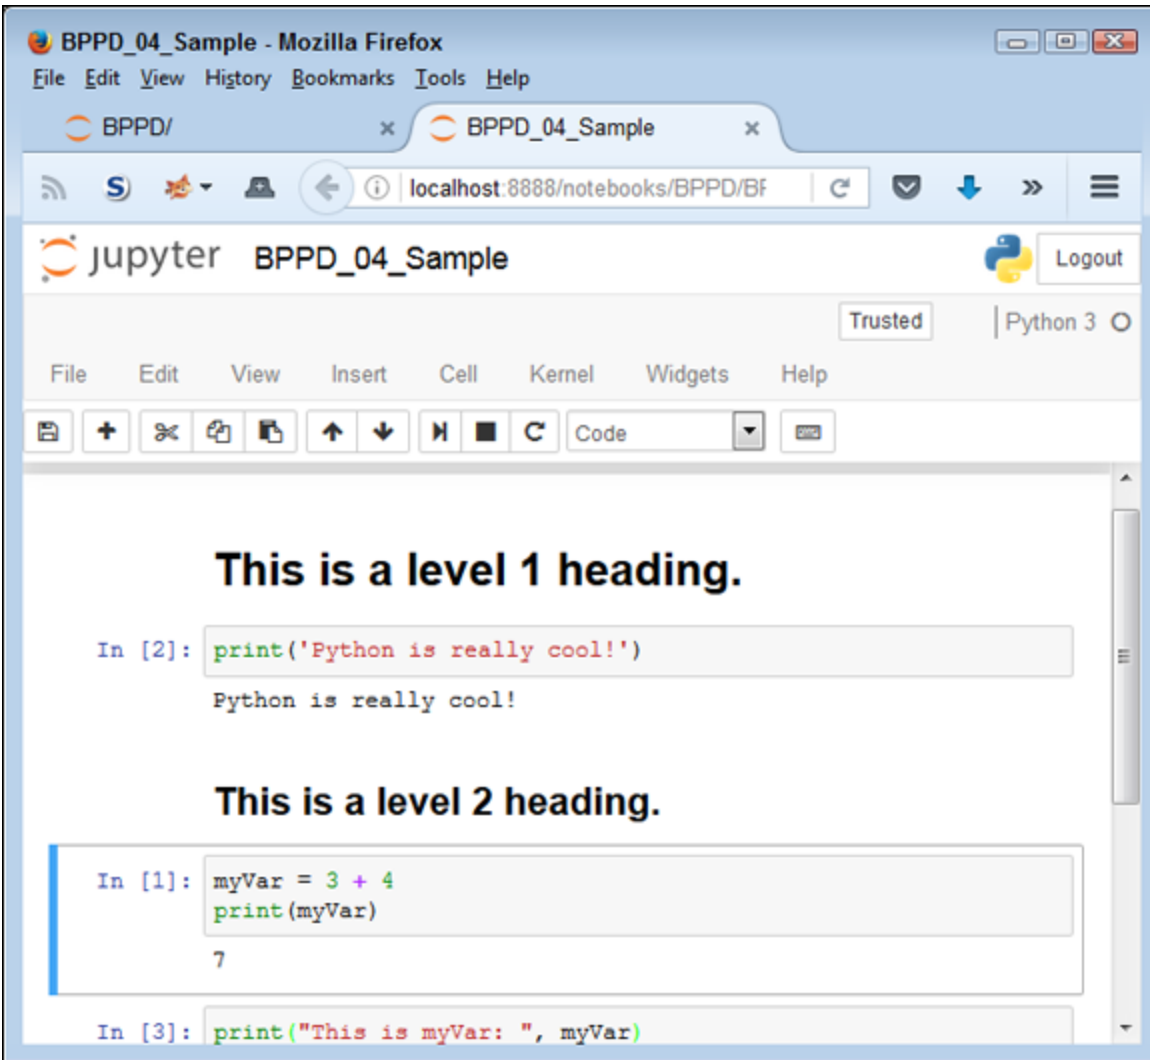 BPPD_04_Sample - Mozilla Firefox
File Edit View History Bookmarks Tools Help
BPPD/ BPPD_04_Sample
S localhost:8888/notebooks/BPPD/BF
jupyter BPPD_04_Sample Logout
Trusted Python 3
File Edit View Insert Cell Kernel Widgets Help
Code
This is a level 1 heading.
In [2]: print('Python is really cool!')
Python is really cool!
This is a level 2 heading.
In [1]: myVar = 3 + 4
print(myVar)
7
In [3]: print("This is myVar: ", myVar)